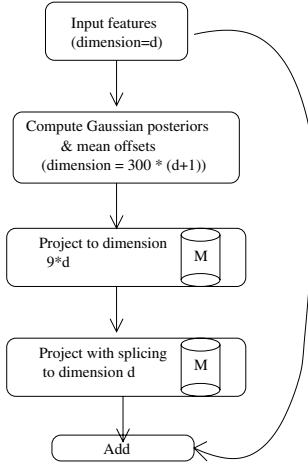 Input features
(dimension=d)
Compute Gaussian posteriors
& mean offsets
(dimension = 300 * (d+1))
Project to dimension
9*d
M
Project with splicing
to dimension d
M
Add